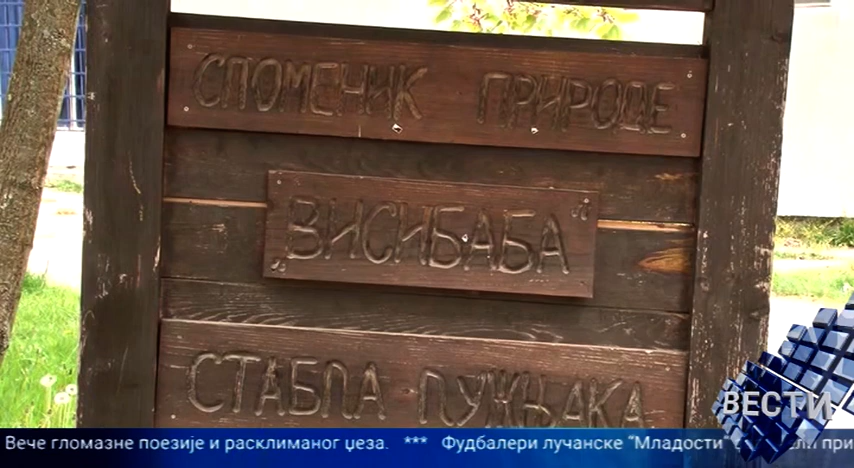 СПОМЕНИК ПРИРОДЕ
„ВИСИБАБА“
СТАБЛА ЛУЖЊАКА
ВЕСТИ
Вече гломазне поезије и расклиманог џеза. *** Фудбалери лучанске "Младости"